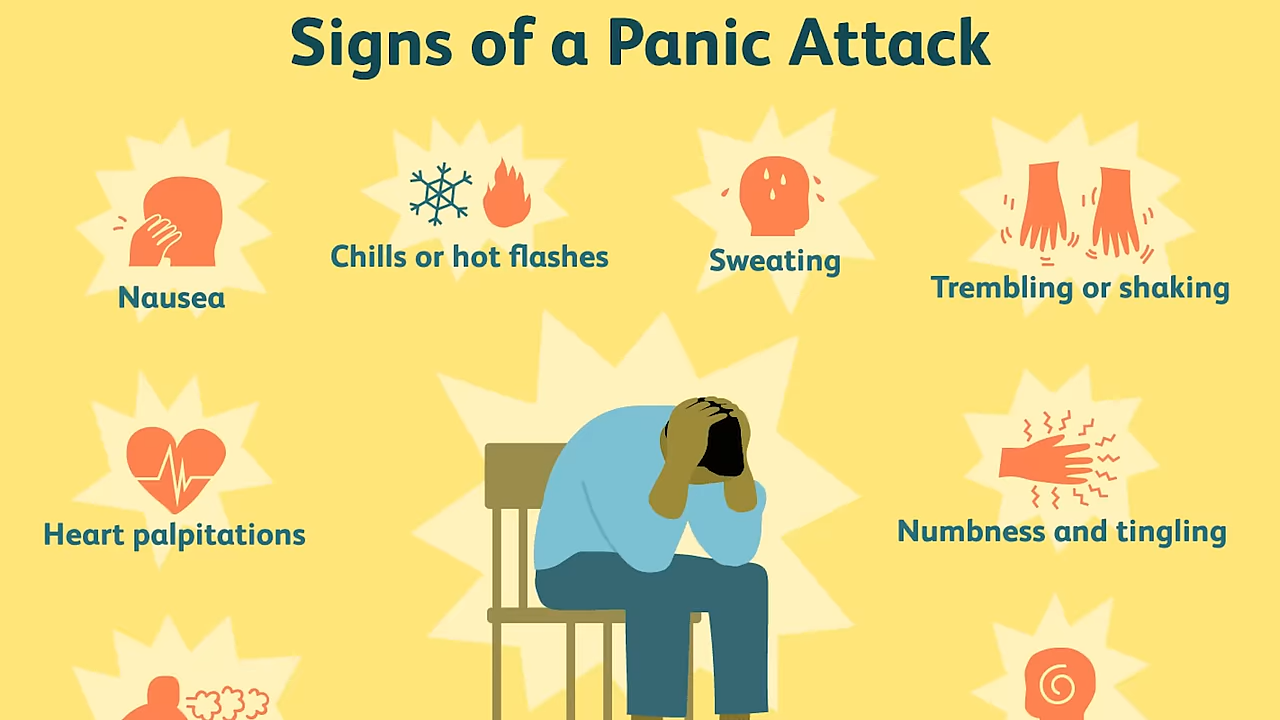 Signs of a Panic Attack
Nausea
Chills or hot flashes
Sweating
Trembling or shaking
Heart palpitations
Numbness and tingling